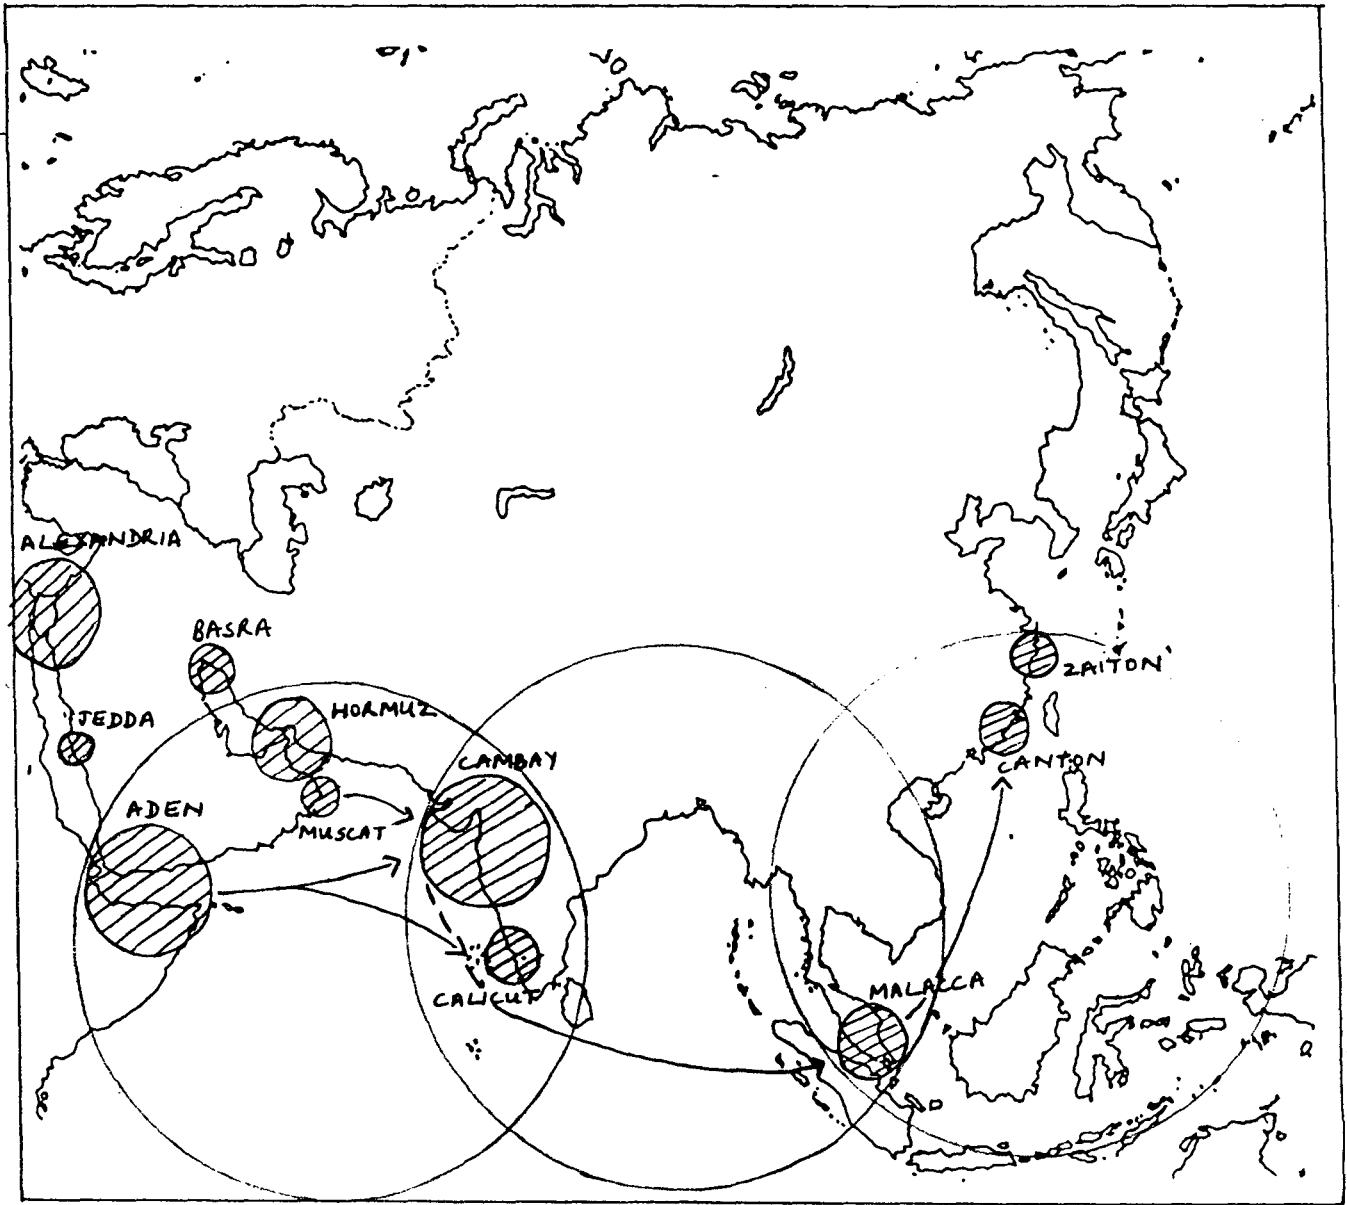 ALEXANDRIA
BASRA
ZAITON
JEDDA
HORMUZ
CAMBAY
CANTON
ADEN
MUSCAT
MALACCA
CALICUT